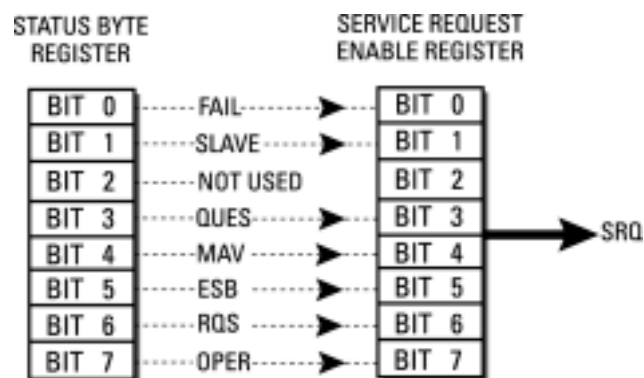 STATUS BYTE
REGISTER
SERVICE REQUEST
ENABLE REGISTER
BIT 0 FAIL BIT 0
BIT 1 SLAVE BIT 1
BIT 2 NOT USED BIT 2
BIT 3 QUES BIT 3
BIT 4 MAV BIT 4
BIT 5 ESB BIT 5
BIT 6 RQS BIT 6
BIT 7 OPER BIT 7
SRQ